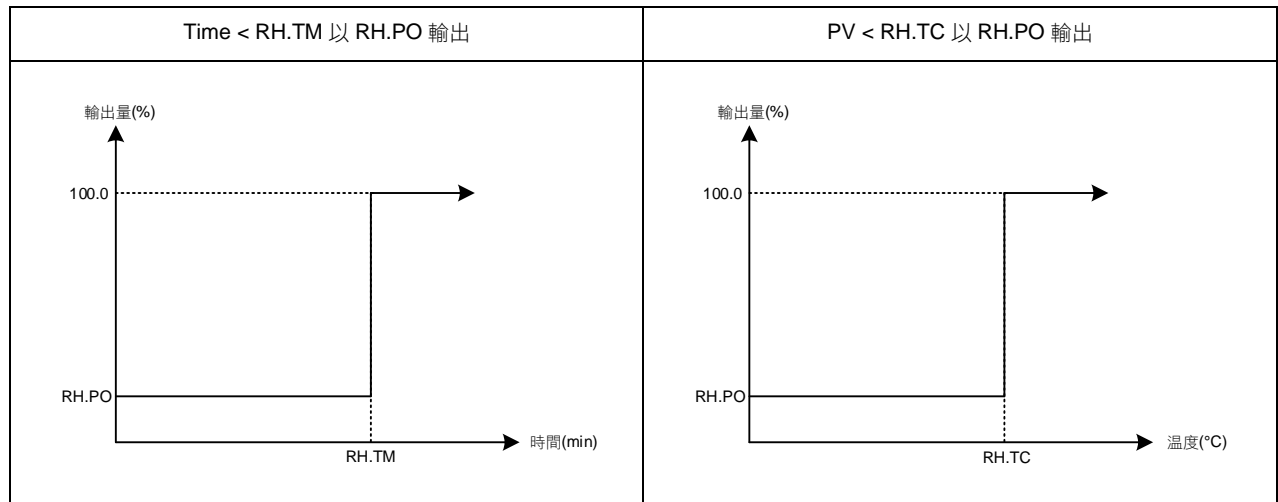 Time < RH.TM 以 RH.PO 輸出
PV < RH.TC 以 RH.PO 輸出
輸出量(%)
100.0
RH.PO
RH.TM
時間(min)
輸出量(%)
100.0
RH.PO
RH.TC
温度(°C)